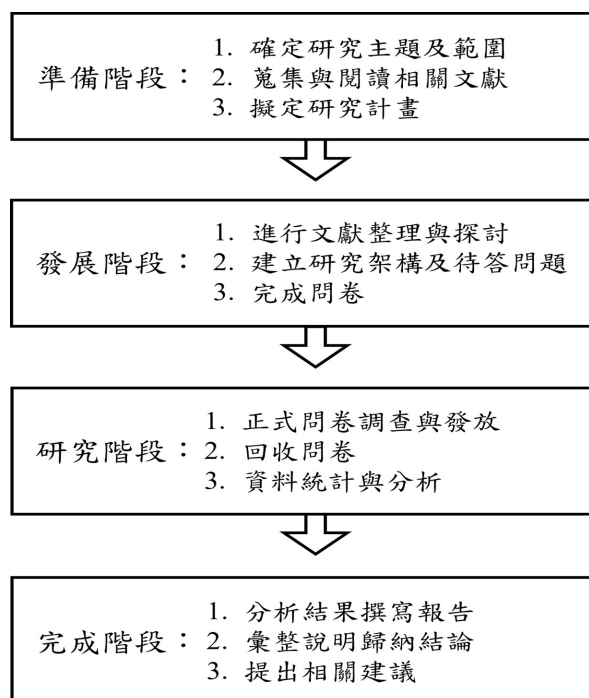 1. 確定研究主題及範圍
準備階段：2. 蒐集與閱讀相關文獻
3. 擬定研究計畫
1. 進行文獻整理與探討
發展階段：2. 建立研究架構及待答問題
3. 完成問卷
1. 正式問卷調查與發放
研究階段：2. 回收問卷
3. 資料統計與分析
1. 分析結果撰寫報告
完成階段：2. 彙整說明歸納結論
3. 提出相關建議